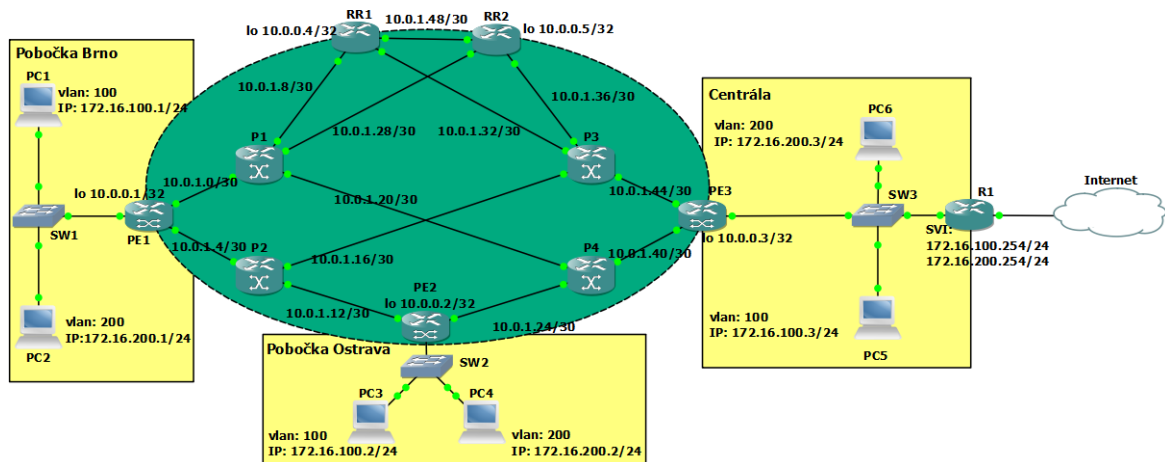 RR1
10.0.1.48/30
RR2
lo 10.0.0.4/32
lo 10.0.0.5/32
Pobočka Brno
PC1
vlan: 100
IP: 172.16.100.1/24
10.0.1.8/30
10.0.1.36/30
Centrála
PC6
vlan: 200
IP: 172.16.200.3/24
P1
10.0.1.28/30
10.0.1.32/30
P3
lo 10.0.0.1/32
10.0.1.0/30
10.0.1.20/30
10.0.1.44/30
PE3
SW3
R1
Internet
SW1
PE1
10.0.1.4/30
P2
10.0.1.16/30
P4
10.0.1.40/30
lo 10.0.0.3/32
SVI:
172.16.100.254/24
172.16.200.254/24
PE2
lo 10.0.0.2/32
10.0.1.12/30
10.0.1.24/30
vlan: 200
IP:172.16.200.1/24
PC2
vlan: 100
IP: 172.16.100.3/24
PC5
Pobočka Ostrava
SW2
PC3
PC4
vlan: 100
IP: 172.16.100.2/24
vlan: 200
IP: 172.16.200.2/24